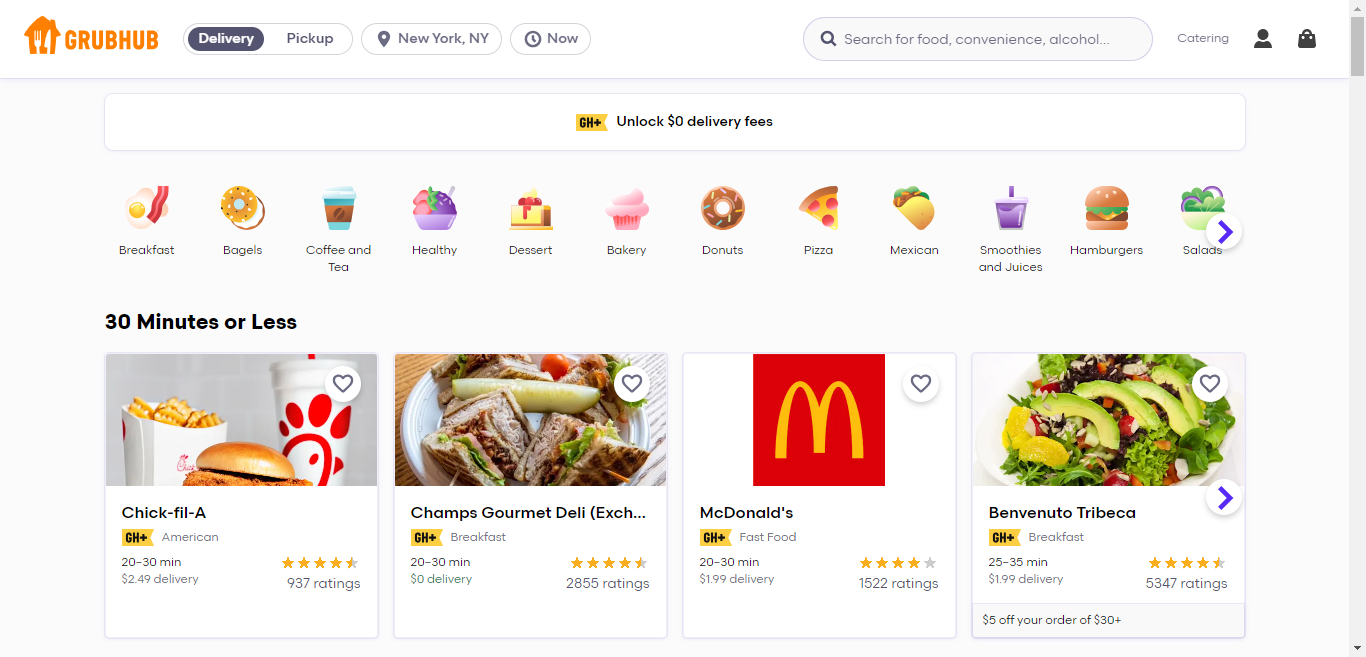 GRUBHUB
Delivery Pickup New York, NY Now
Search for food, convenience, alcohol...
Catering
GH+ Unlock $0 delivery fees
Breakfast
Bagels
Coffee and
Tea
Healthy
Dessert
Bakery
Donuts
Pizza
Mexican
Smoothies
and Juices
Hamburgers
Salads
30 Minutes or Less
Chick-fil-A
GH+ American
20–30 min
$2.49 delivery
937 ratings
Champs Gourmet Deli (Exch...
GH+ Breakfast
20–30 min
$0 delivery
2855 ratings
McDonald's
GH+ Fast Food
20–30 min
$1.99 delivery
1522 ratings
Benvenuto Tribeca
GH+ Breakfast
25–35 min
$1.99 delivery
5347 ratings
$5 off your order of $30+